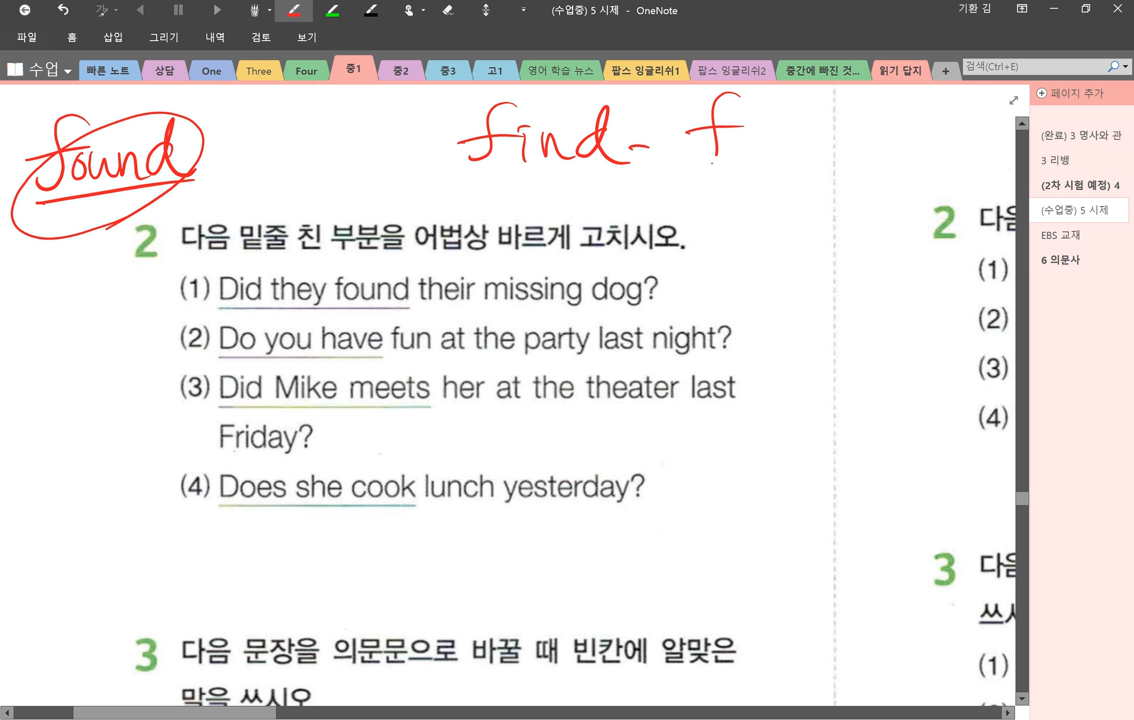 (수업중) 5 시제 - OneNote
기환 김
파일 홈 삽입 그리기 내역 검토 보기
수업 빠른 노트 상담 One Three Four 중1 중2 중3 고1 영어 학습 뉴스 팝스 잉글리쉬1 팝스 잉글리쉬2 중간에 빠진 것... 읽기 답지 + 검색(Ctrl+E)
페이지 추가
(완료) 3 명사와 관
3 리뱅
(2차 시험 예정) 4
(수업중) 5 시제
EBS 교재
6 의문사
found find - f
2 다음 밑줄 친 부분을 어법상 바르게 고치시오.
(1) Did they found their missing dog?
(2) Do you have fun at the party last night?
(3) Did Mike meets her at the theater last
Friday?
(4) Does she cook lunch yesterday?
3 다음 문장을 의문문으로 바꿀 때 빈칸에 알맞은
말을 쓰시오
2 다음
(1)
(2)
(3)
(4)
3 다음
쓰시
(1)